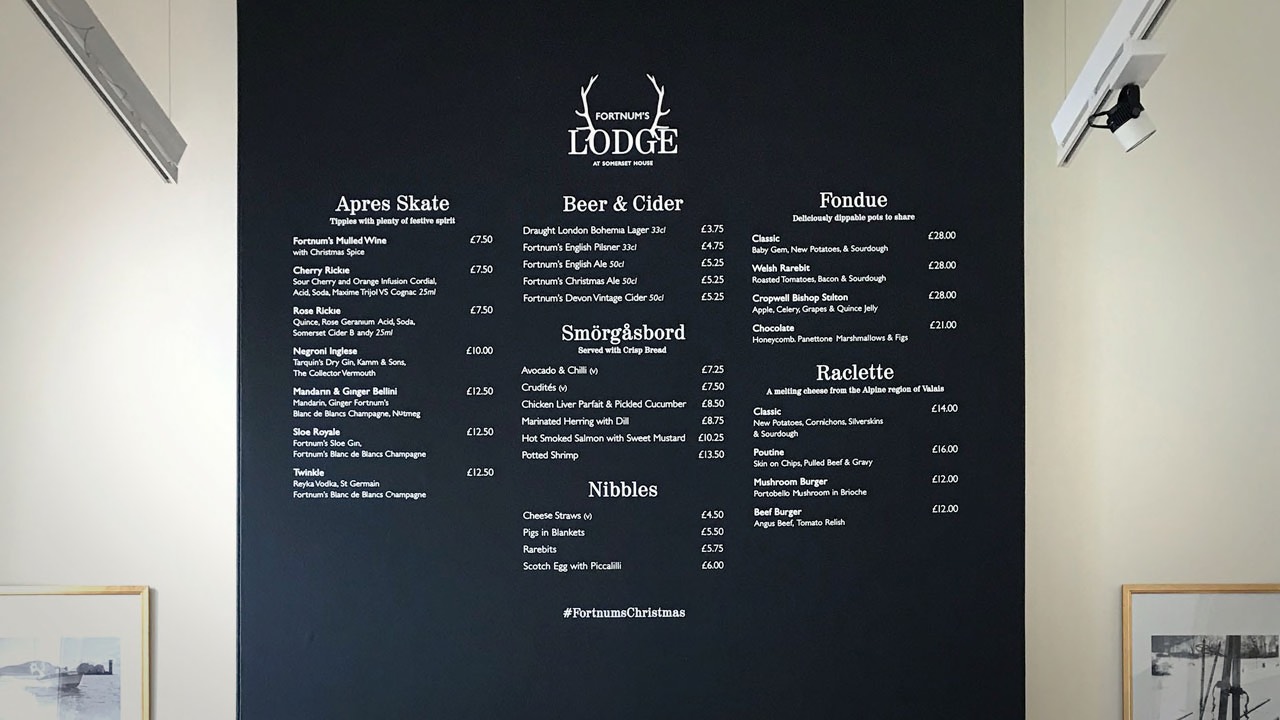 FORTNUM'S
LODGE
AT SOMERSET HOUSE
Apres Skate
Tipples with plenty of festive spirit
Fortnum's Mulled Wine £7.50
with Christmas Spice
Cherry Rickie £7.50
Sour Cherry and Orange Infusion Cordial,
Acid, Soda, Maxime Trijol VS Cognac 25ml
Rose Rickie £7.50
Quince, Rose Geranium Acid, Soda,
Somerset Cider B andy 25ml
Negroni Inglese £10.00
Tarquin's Dry Gin, Kamm & Sons,
The Collector Vermouth
Mandarin & Ginger Bellini £12.50
Mandarin, Ginger Fortnum's
Blanc de Blancs Champagne, Nutmeg
Sloe Royale £12.50
Fortnum's Sloe Gin,
Fortnum's Blanc de Blancs Champagne
Twinkle £12.50
Reyka Vodka, St Germain
Fortnum's Blanc de Blancs Champagne
Beer & Cider
Draught London Bohemia Lager 33cl £3.75
Fortnum's English Pilsner 33cl £4.75
Fortnum's English Ale 50cl £5.25
Fortnum's Christmas Ale 50cl £5.25
Fortnum's Devon Vintage Cider 50cl £5.25
Smörgåsbord
Served with Crisp Bread
Avocado & Chilli (v) £7.25
Crudités (v) £7.50
Chicken Liver Parfait & Pickled Cucumber £8.50
Marinated Herring with Dill £8.75
Hot Smoked Salmon with Sweet Mustard £10.25
Potted Shrimp £13.50
Nibbles
Cheese Straws (v) £4.50
Pigs in Blankets £5.50
Rarebits £5.75
Scotch Egg with Piccalilli £6.00
Fondue
Deliciously dippable pots to share
Classic £28.00
Baby Gem, New Potatoes, & Sourdough
Welsh Rarebit £28.00
Roasted Tomatoes, Bacon & Sourdough
Cropwell Bishop Stilton £28.00
Apple, Celery, Grapes & Quince Jelly
Chocolate £21.00
Honeycomb, Panettone Marshmallows & Figs
Raclette
A melting cheese from the Alpine region of Valais
Classic £14.00
New Potatoes, Cornichons, Silverskins
& Sourdough
Poutine £16.00
Skin on Chips, Pulled Beef & Gravy
Mushroom Burger £12.00
Portobello Mushroom in Brioche
Beef Burger £12.00
Angus Beef, Tomato Relish
#FortnumsChristmas